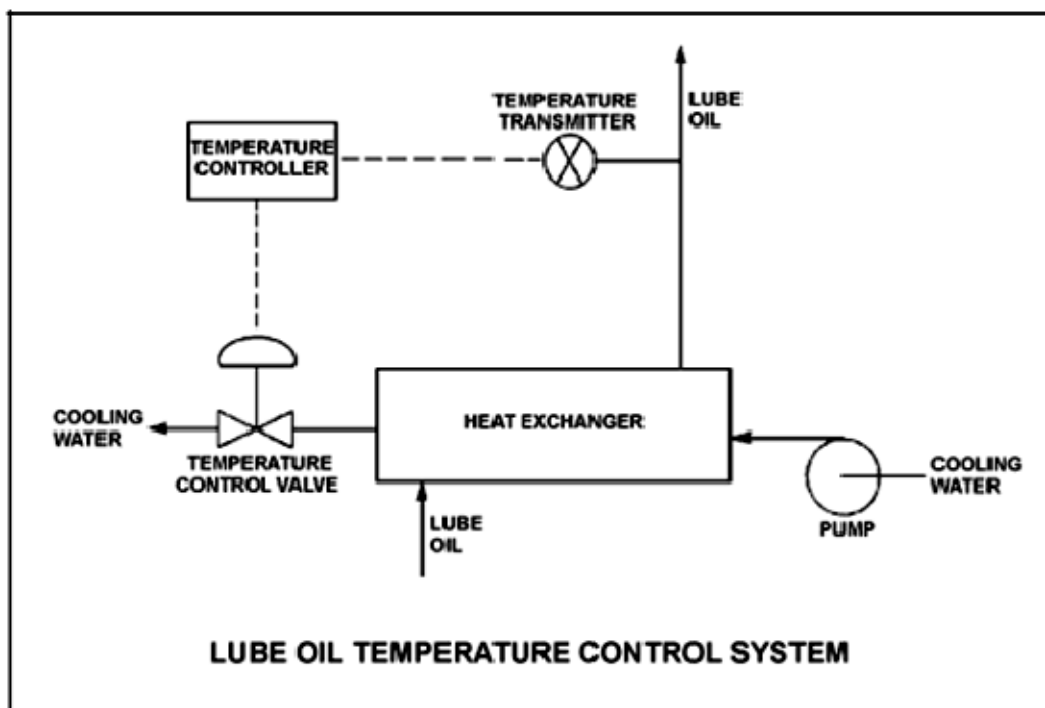 TEMPERATURE
TRANSMITTER
LUBE
OIL
TEMPERATURE
CONTROLLER
COOLING
WATER
HEAT EXCHANGER
TEMPERATURE
CONTROL VALVE
COOLING
WATER
LUBE
OIL
PUMP
LUBE OIL TEMPERATURE CONTROL SYSTEM